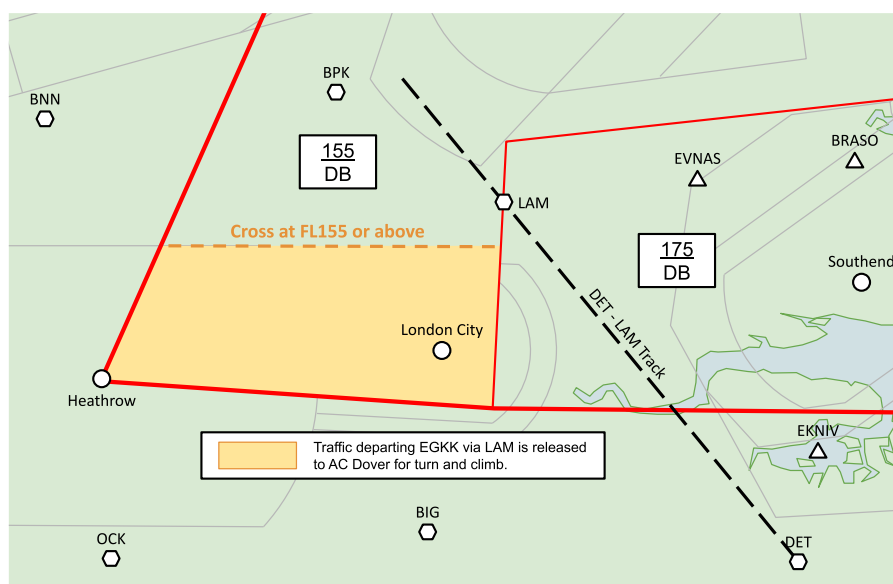 BPK
BNN
155
DB
BRASO
EVNAS
LAM
Cross at FL155 or above
175
DB
Southend
DET - LAM Track
London City
Heathrow
EKNIV
Traffic departing EGKK via LAM is released
to AC Dover for turn and climb.
BIG
OCK
DET